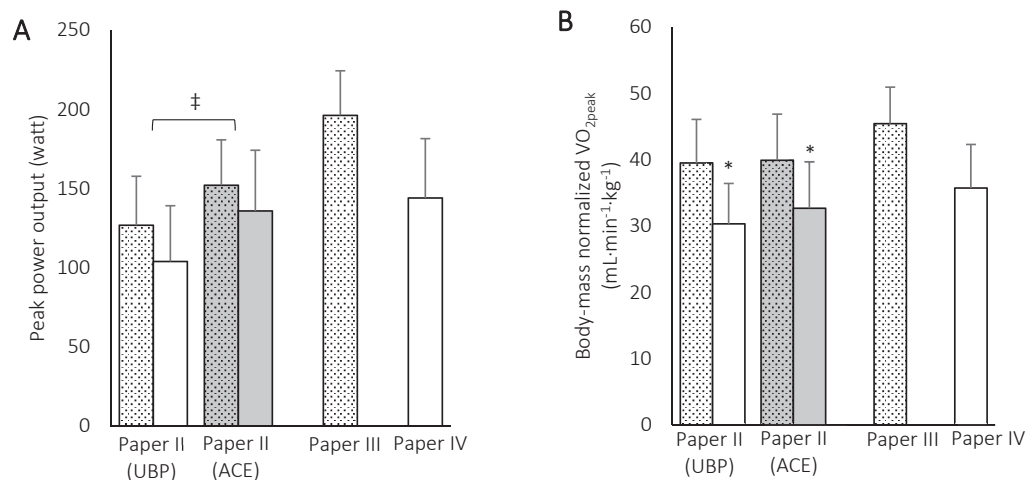 A
Peak power output (watt)
250
200
150
100
50
0
‡
Paper II
(UBP)
Paper II
(ACE)
Paper III
Paper IV
B
Body-mass normalized VO2peak
(mL·min-1·kg-1)
60
50
40
30
20
10
0
*
*
Paper II
(UBP)
Paper II
(ACE)
Paper III
Paper IV